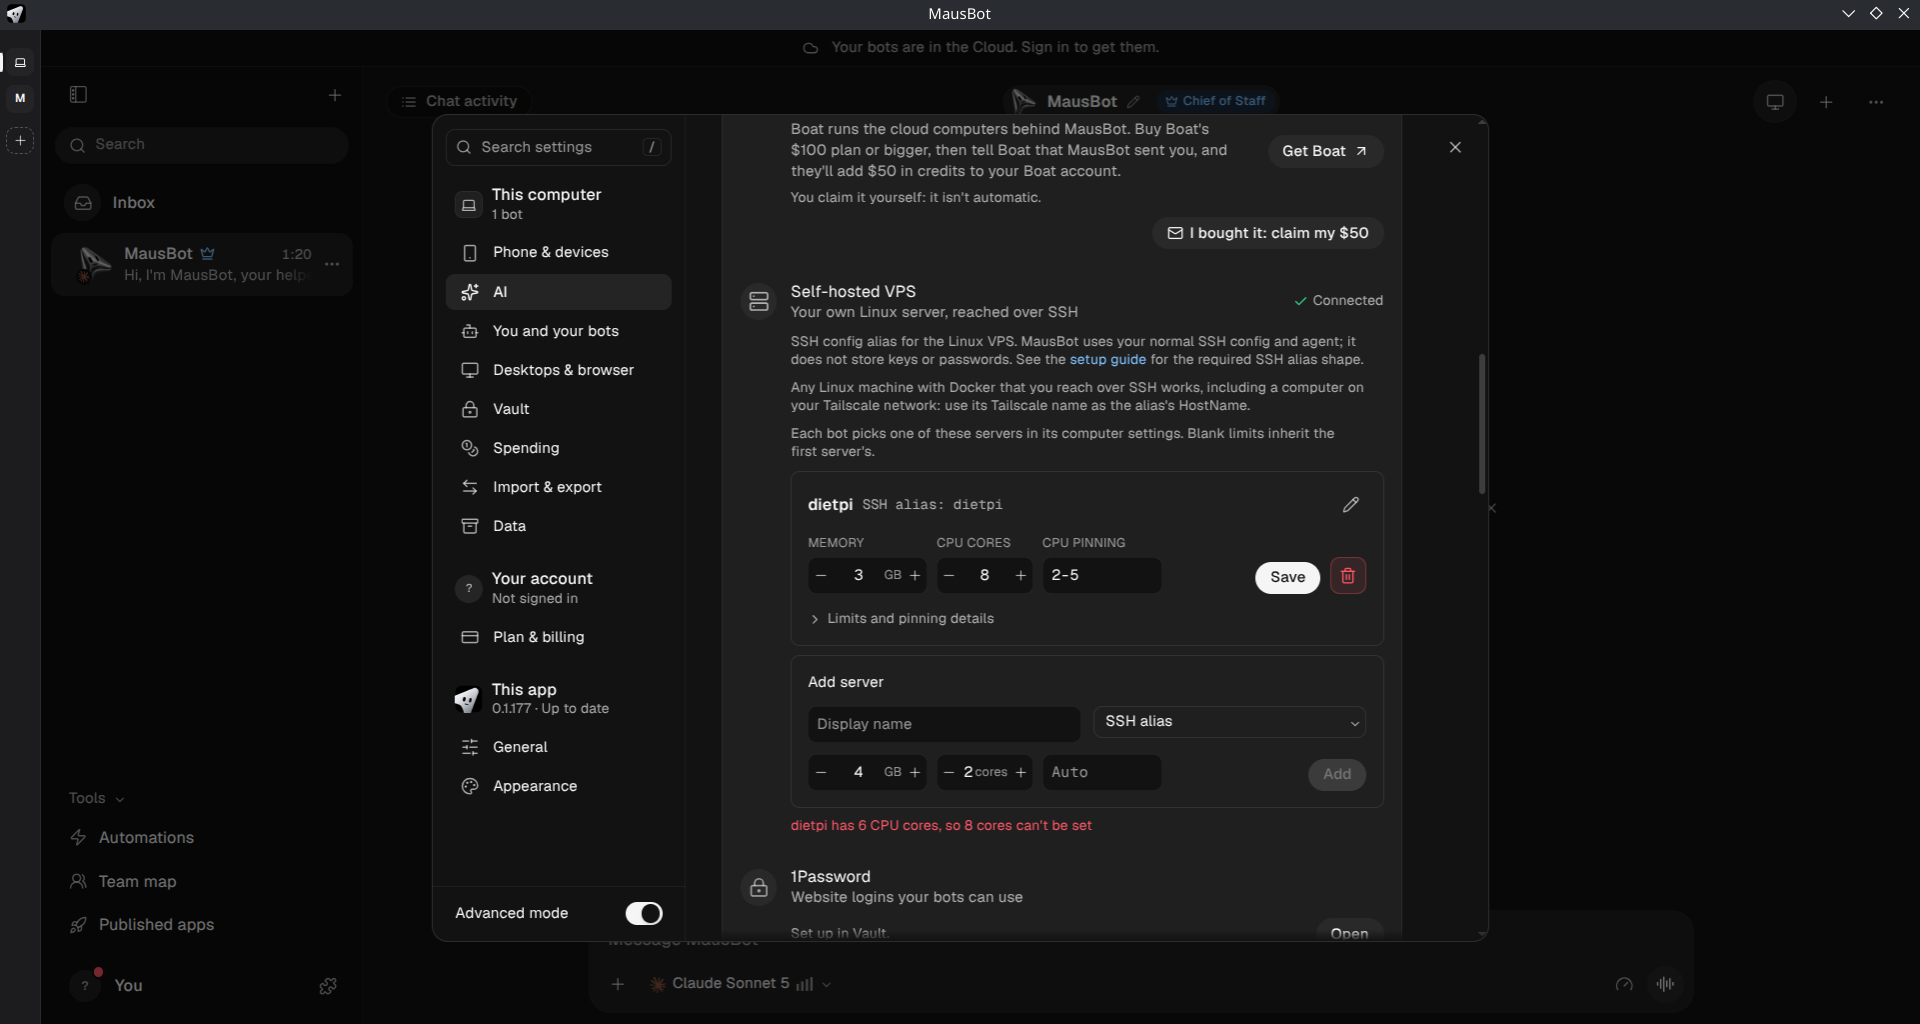 MausBot
Your bots are in the Cloud. Sign in to get them.
M
Chat activity
MausBot
Chief of Staff
Search
Inbox
MausBot
1:20
Hi, I'm MausBot, your help
Tools
Automations
Team map
Published apps
? You
Search settings /
This computer
1 bot
Phone & devices
AI
You and your bots
Desktops & browser
Vault
Spending
Import & export
Data
?
Your account
Not signed in
Plan & billing
This app
0.1.177 · Up to date
General
Appearance
Advanced mode
Boat runs the cloud computers behind MausBot. Buy Boat's
$100 plan or bigger, then tell Boat that MausBot sent you, and
they'll add $50 in credits to your Boat account.
Get Boat
You claim it yourself: it isn't automatic.
I bought it: claim my $50
Self-hosted VPS
Your own Linux server, reached over SSH
Connected
SSH config alias for the Linux VPS. MausBot uses your normal SSH config and agent; it
does not store keys or passwords. See the setup guide for the required SSH alias shape.
Any Linux machine with Docker that you reach over SSH works, including a computer on
your Tailscale network: use its Tailscale name as the alias's HostName.
Each bot picks one of these servers in its computer settings. Blank limits inherit the
first server's.
dietpi SSH alias: dietpi
MEMORY CPU CORES CPU PINNING
− 3 GB + − 8 + 2-5
Save
Limits and pinning details
Add server
Display name
SSH alias
− 4 GB + − 2 cores + Auto
Add
dietpi has 6 CPU cores, so 8 cores can't be set
1Password
Website logins your bots can use
Set up in Vault.
Open
Message MausBot
Claude Sonnet 5